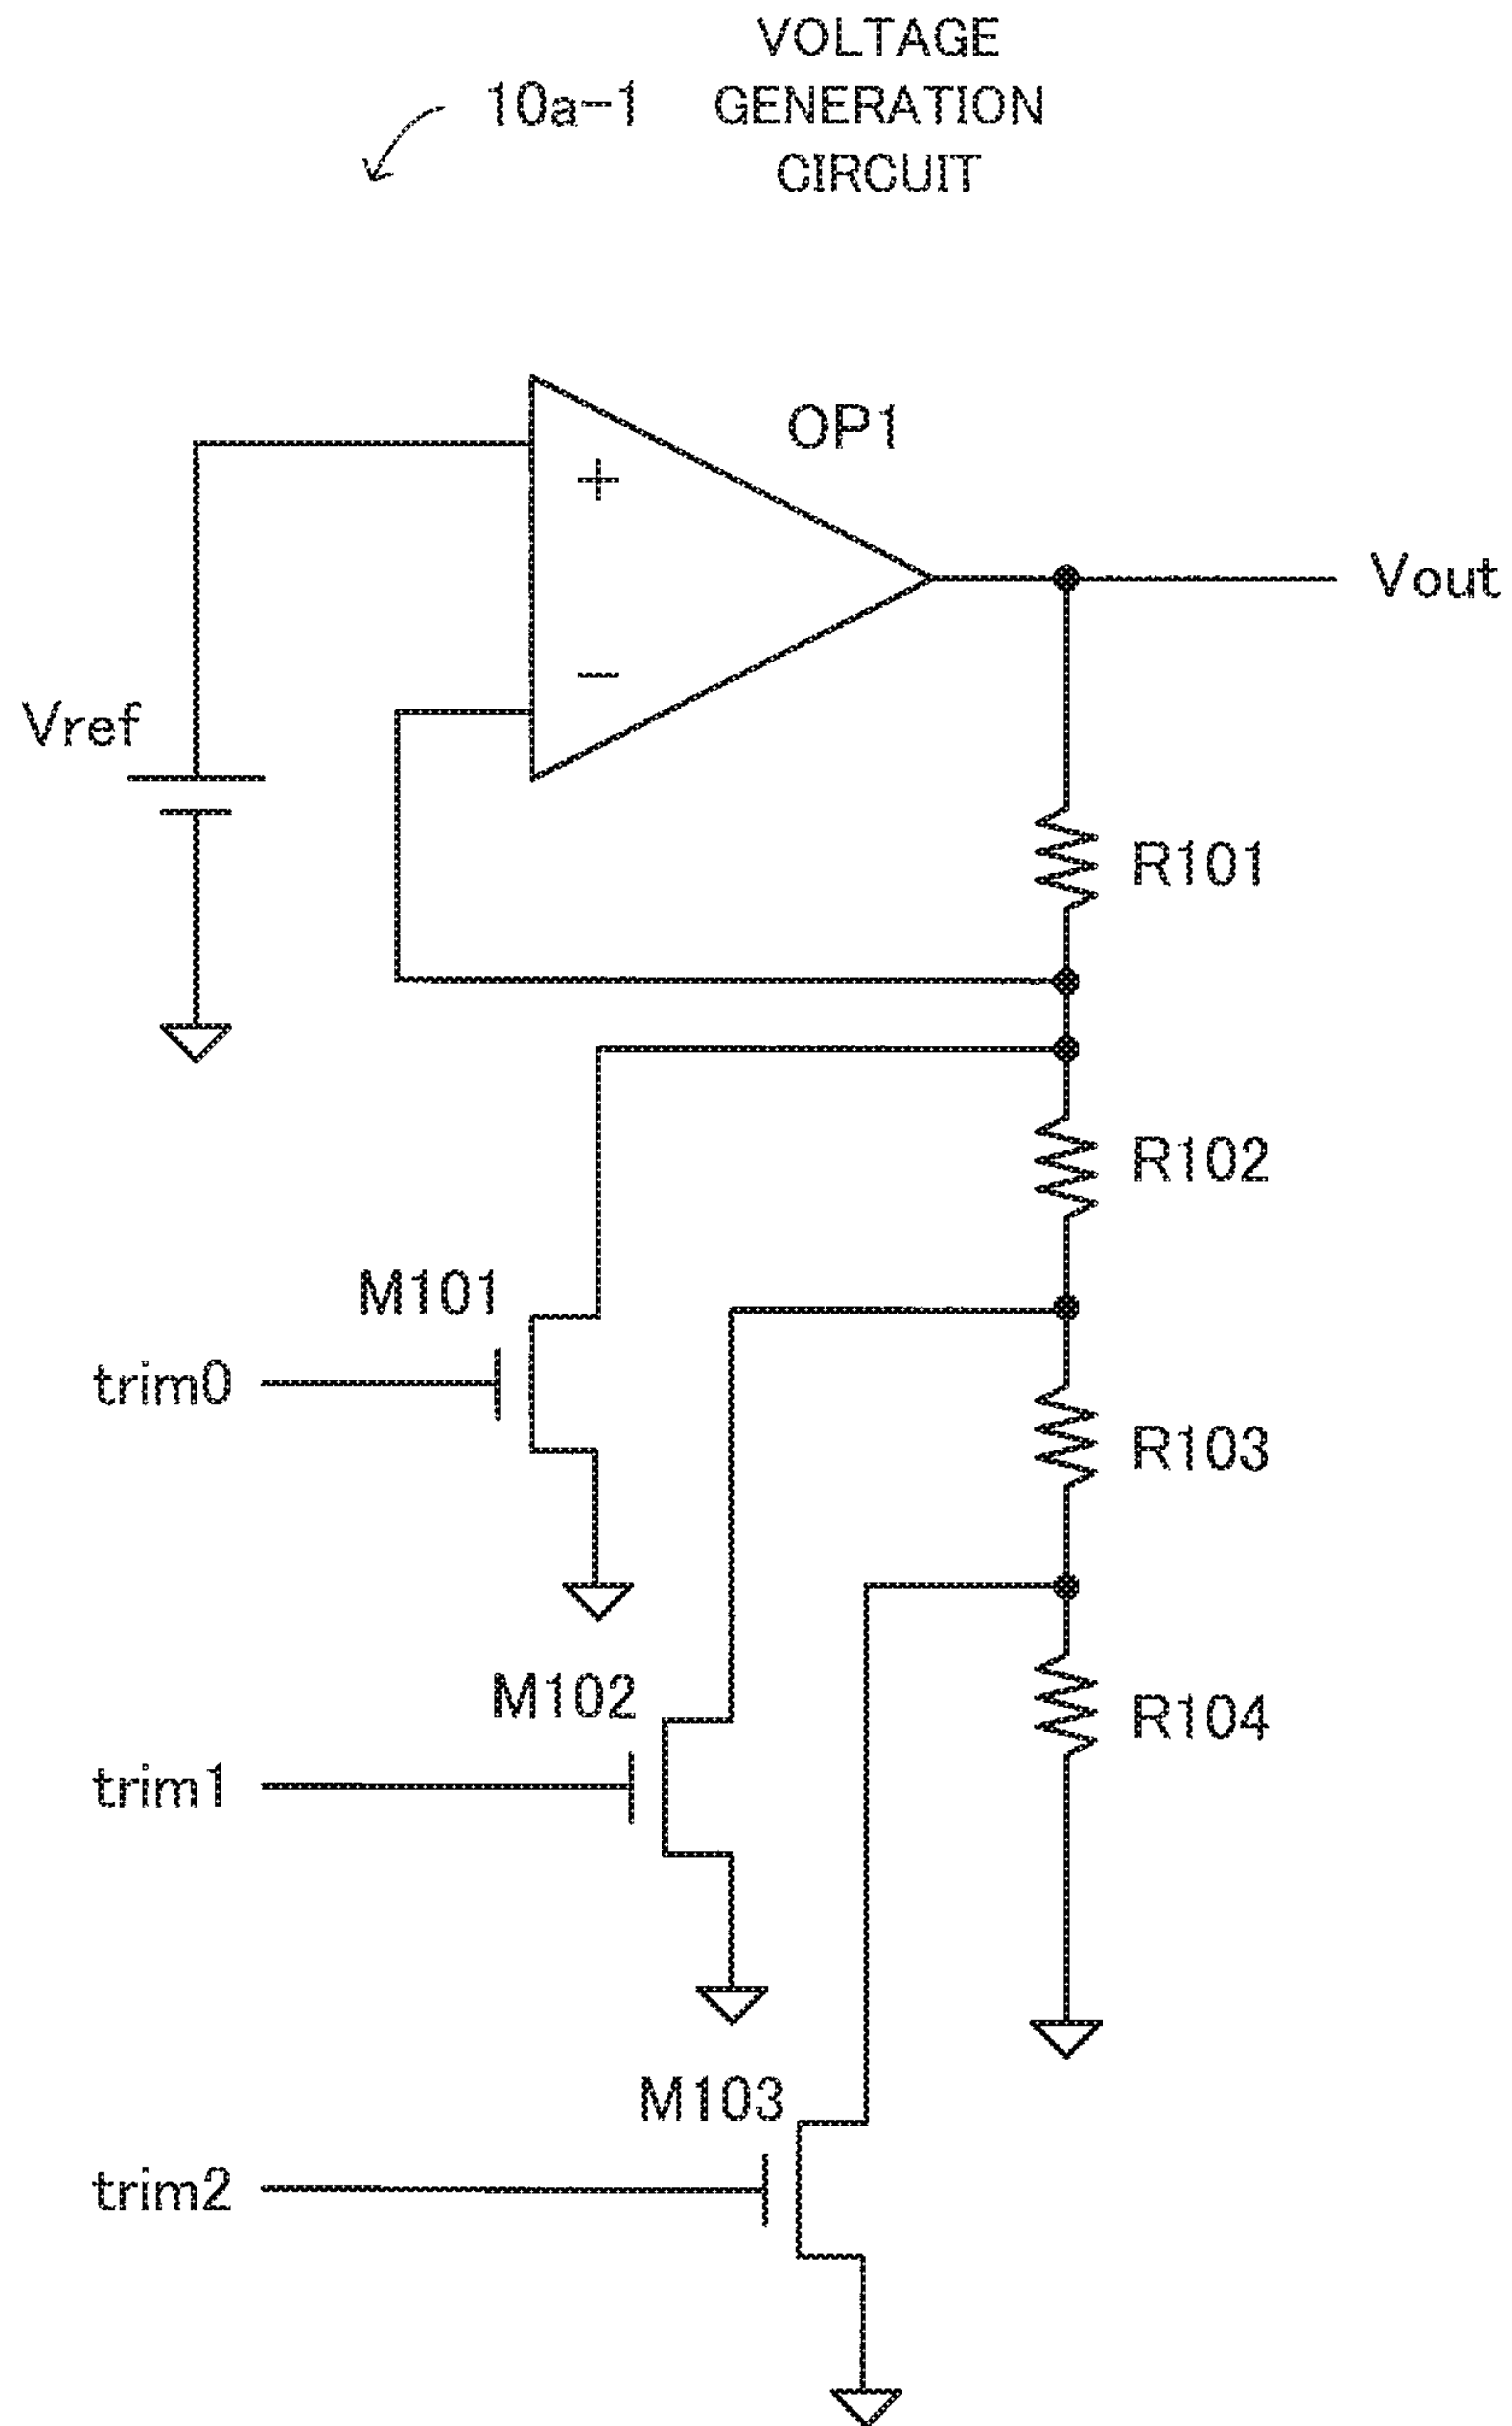 VOLTAGE
10a-1 GENERATION
CIRCUIT
OP1
+
Vout
−
Vref
R101
R102
M101
trim0
R103
M102
R104
trim1
M103
trim2